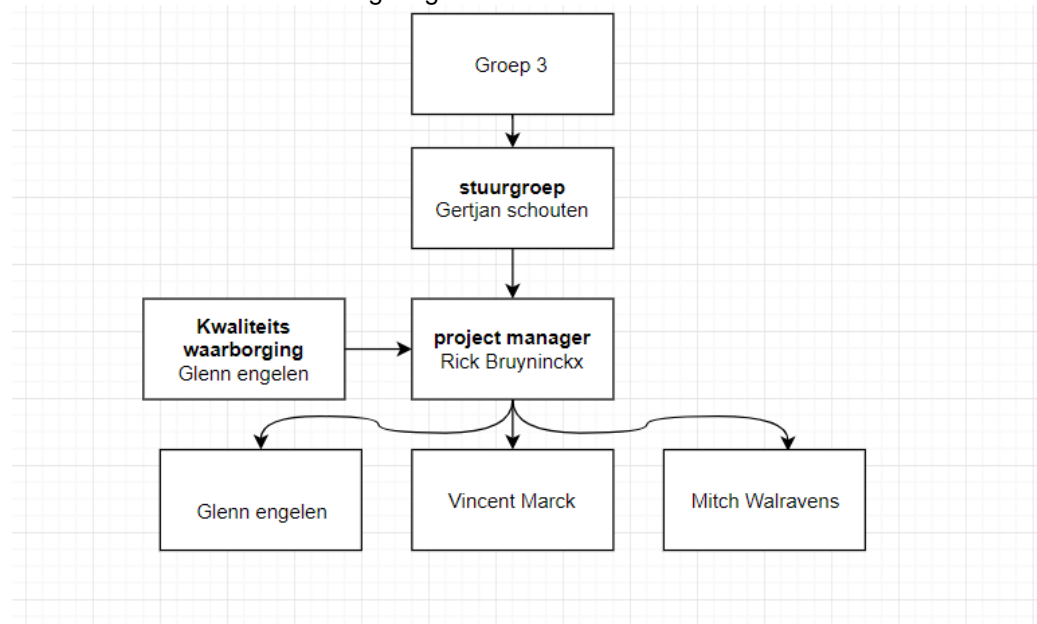 Groep 3
stuurgroep
Gertjan schouten
Kwaliteits
waarborging
Glenn engelen
project manager
Rick Bruyninckx
Glenn engelen
Vincent Marck
Mitch Walravens